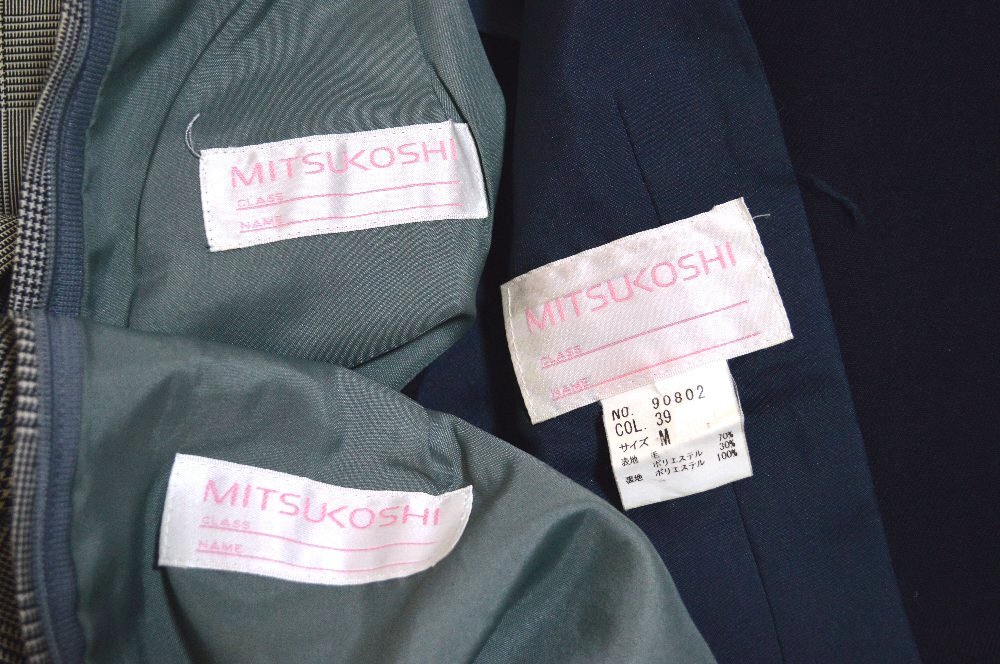 MITSUKOSHI
CLASS
NAME
MITSUKOSHI
CLASS
NAME
NO. 90802
COL. 39
サイズ M
表地 毛 70%
ポリエステル 30%
裏地 ポリエステル 100%
MITSUKOSHI
CLASS
NAME